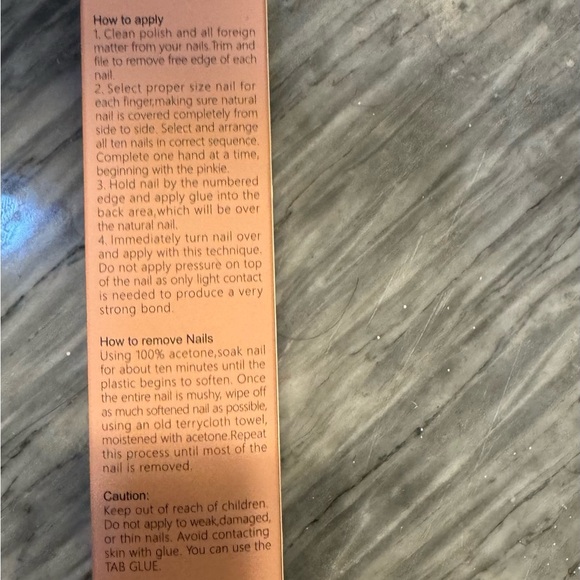 How to apply
1. Clean polish and all foreign
matter from your nails.Trim and
file to remove free edge of each
nail.
2. Select proper size nail for
each finger,making sure natural
nail is covered completely from
side to side. Select and arrange
all ten nails in correct sequence.
Complete one hand at a time,
beginning with the pinkie.
3. Hold nail by the numbered
edge and apply glue into the
back area,which will be over
the natural nail.
4. Immediately turn nail over
and apply with this technique.
Do not apply pressure on top
of the nail as only light contact
is needed to produce a very
strong bond.
How to remove Nails
Using 100% acetone,soak nail
for about ten minutes until the
plastic begins to soften. Once
the entire nail is mushy, wipe off
as much softened nail as possible,
using an old terrycloth towel,
moistened with acetone.Repeat
this process until most of the
nail is removed.
Caution:
Keep out of reach of children.
Do not apply to weak,damaged,
or thin nails. Avoid contacting
skin with glue. You can use the
TAB GLUE.